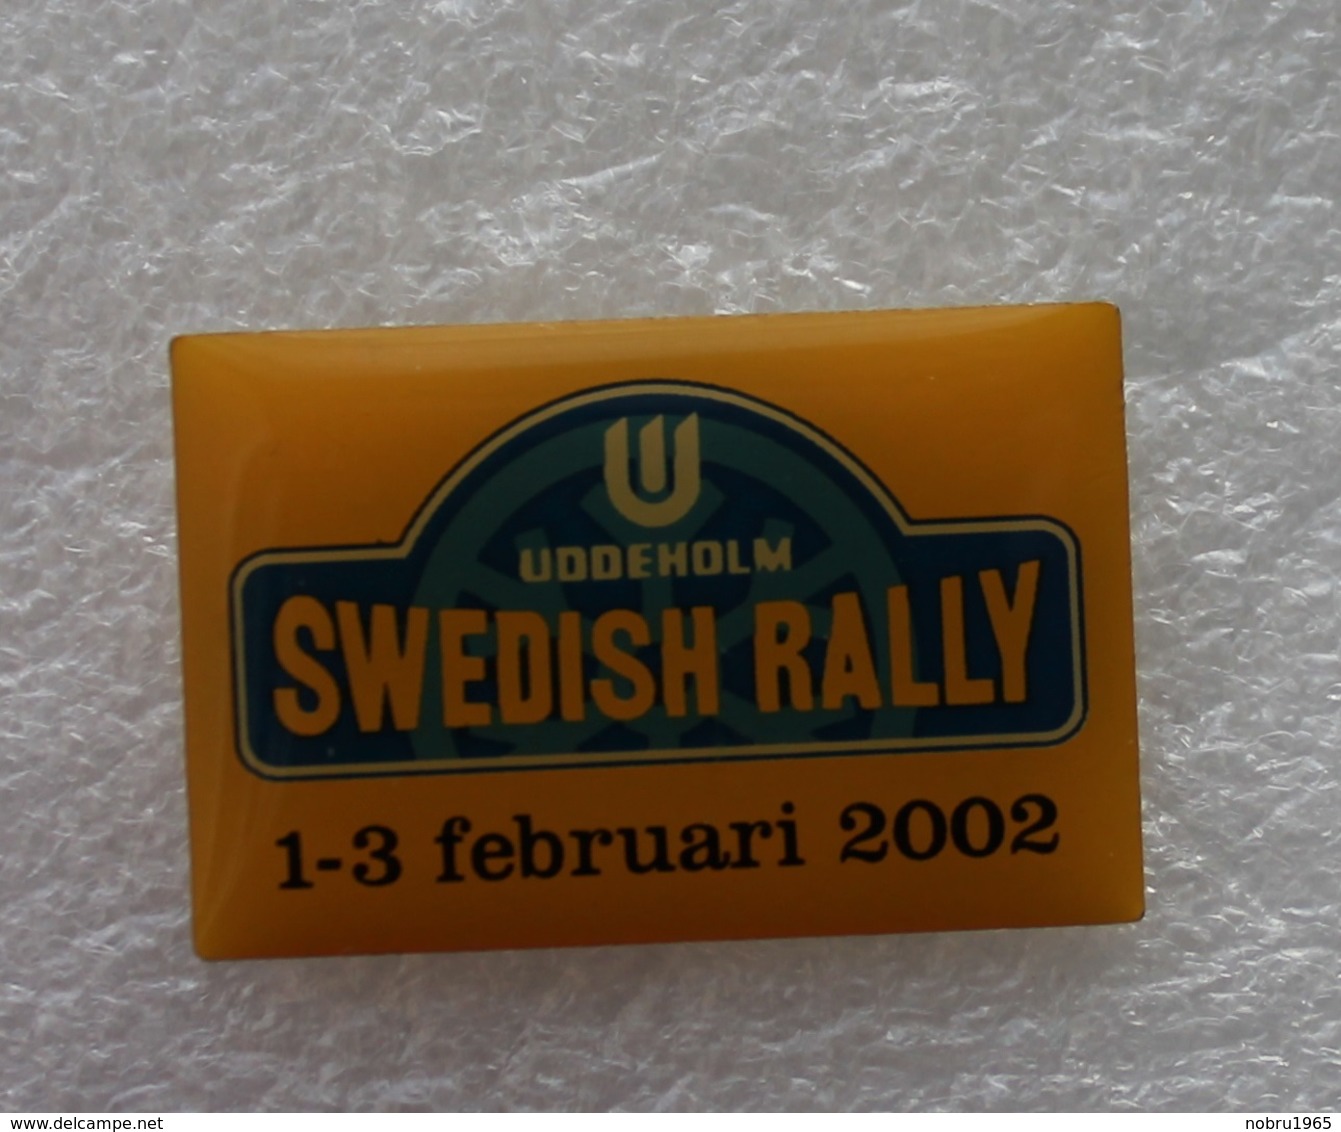 U
UDDEHOLM
SWEDISH RALLY
1-3 februari 2002
www.delcampe.net
nobru1965